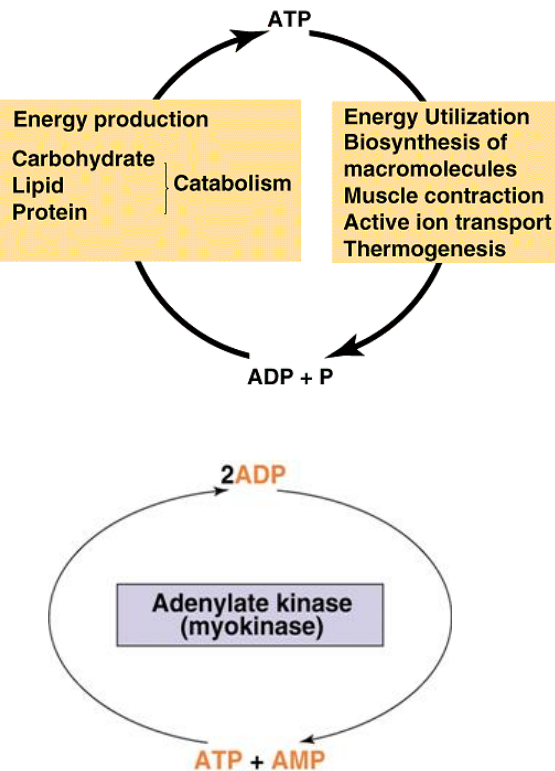 ATP
Energy production
Carbohydrate
Lipid
Protein
Catabolism
Energy Utilization
Biosynthesis of
macromolecules
Muscle contraction
Active ion transport
Thermogenesis
ADP + P
2ADP
Adenylate kinase
(myokinase)
ATP + AMP